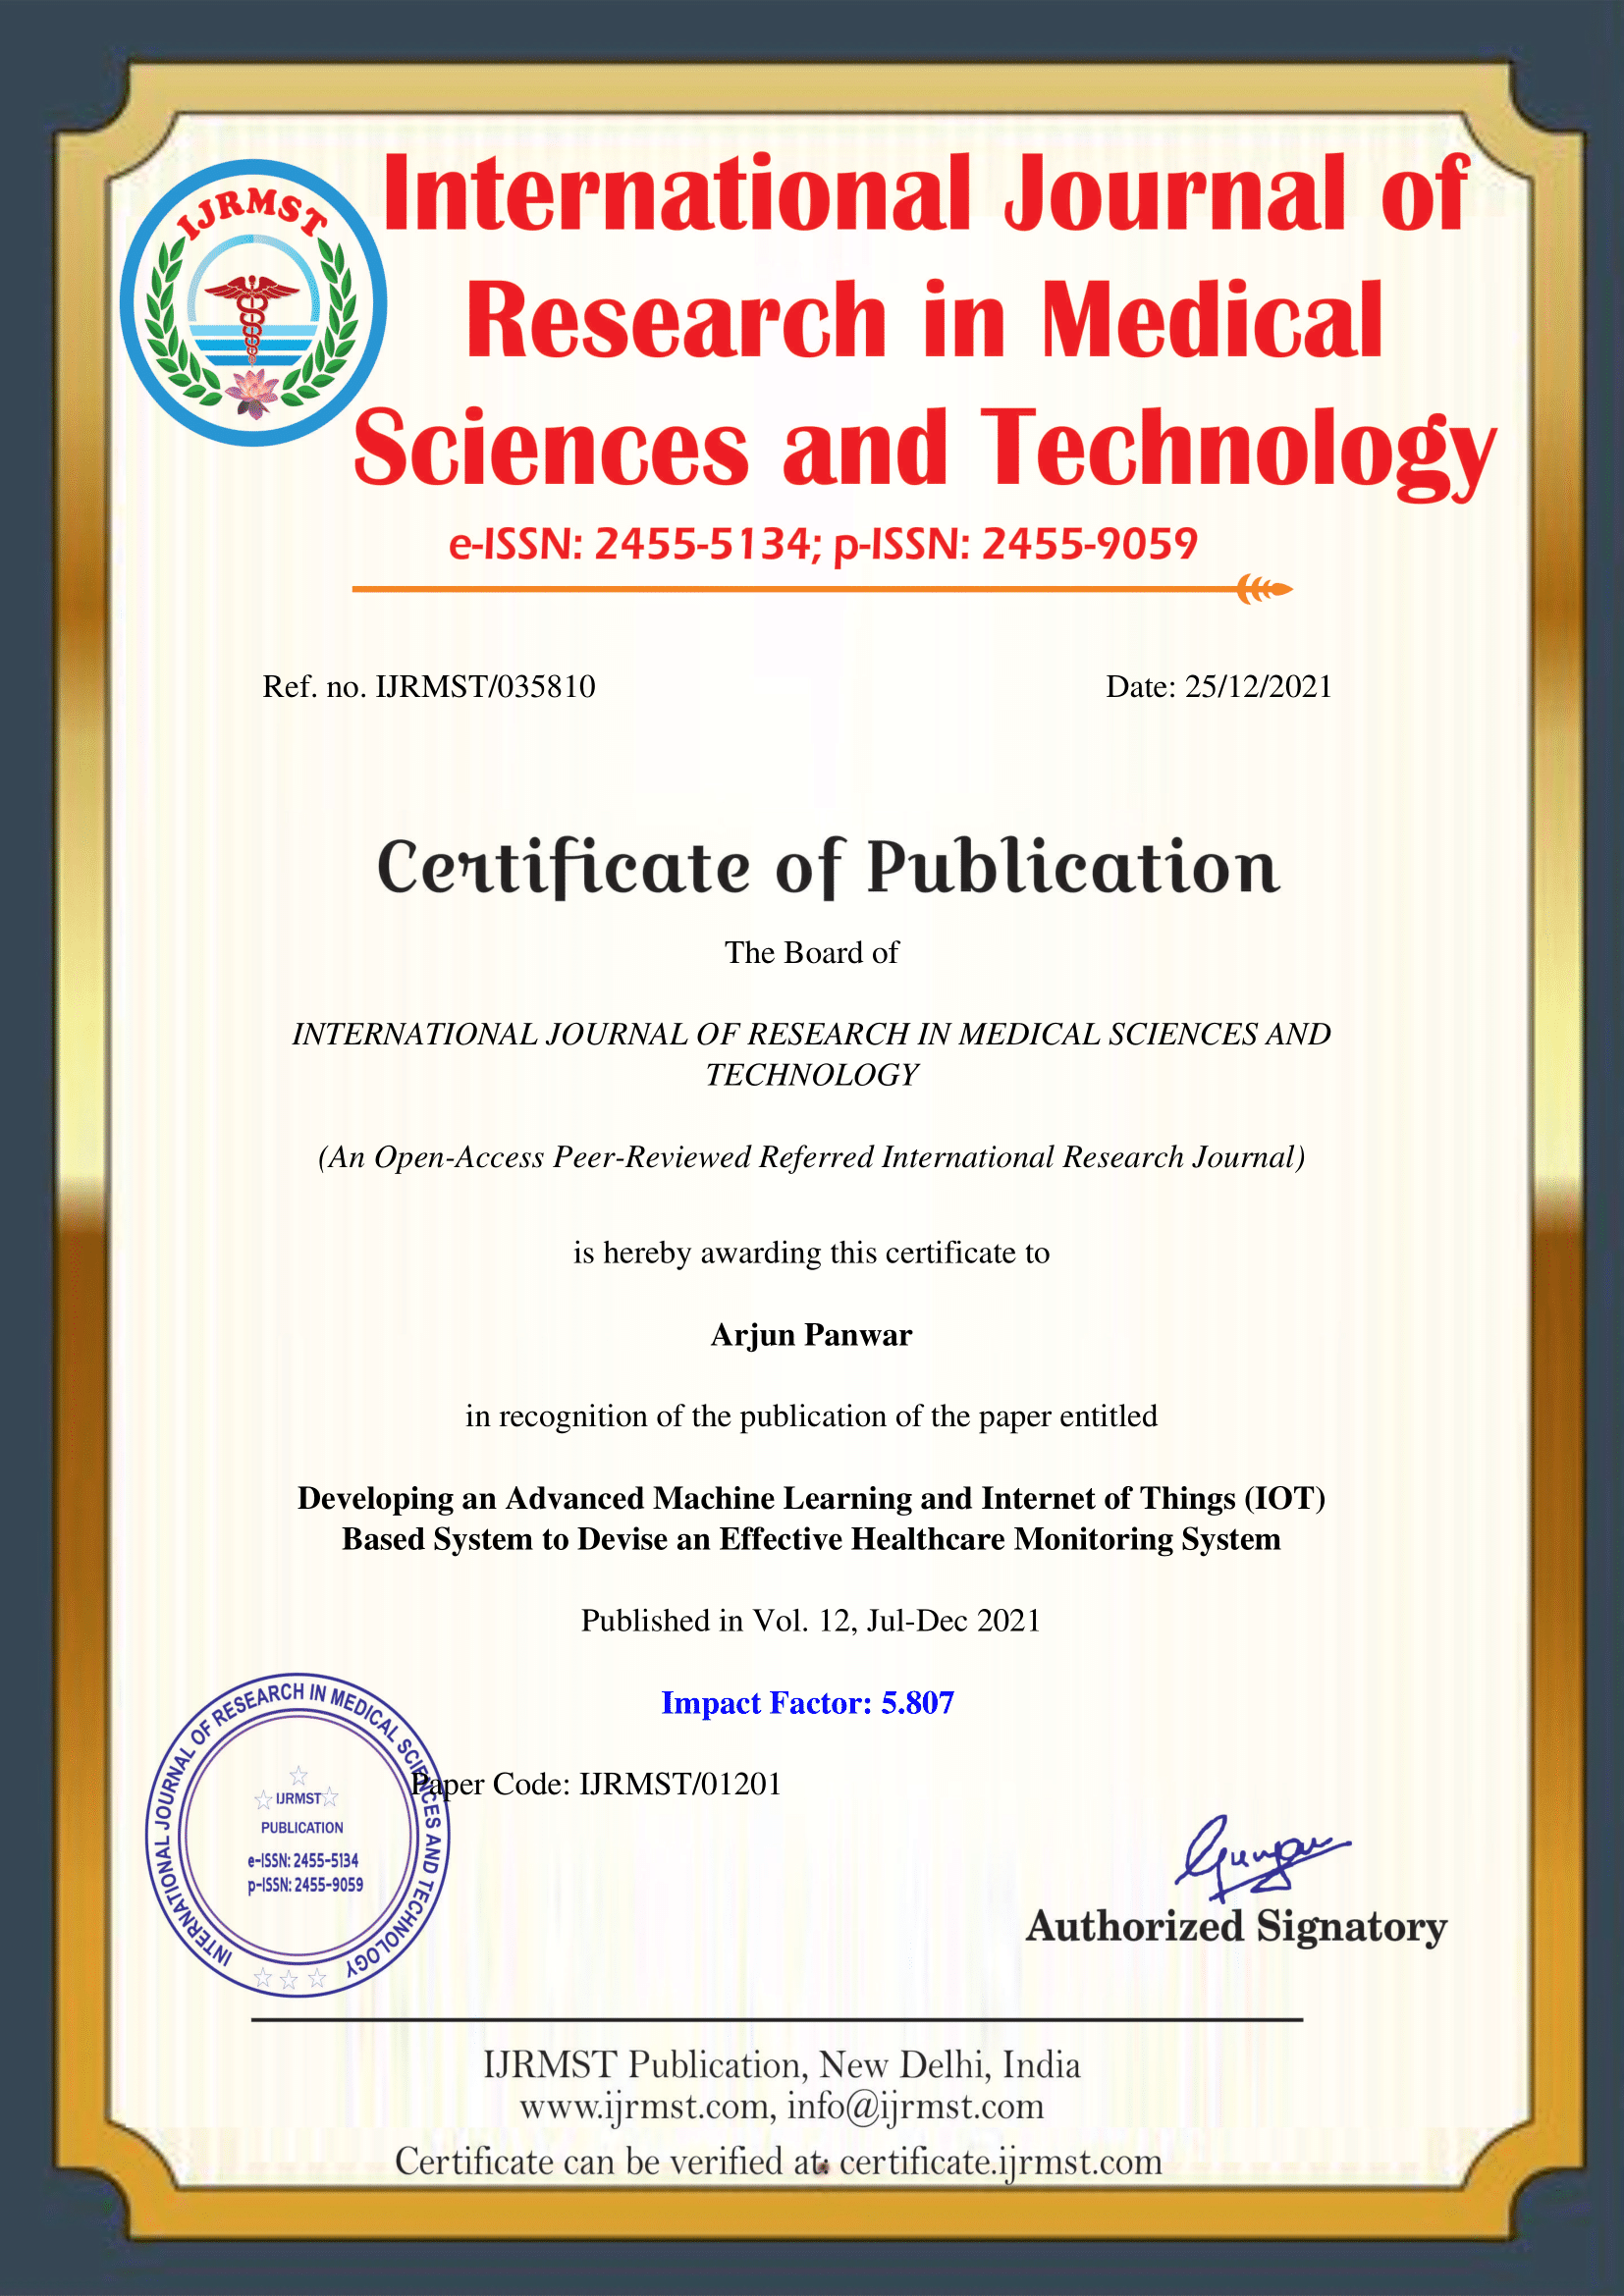 IJRMST
International Journal of
Research in Medical
Sciences and Technology
e-ISSN: 2455-5134; p-ISSN: 2455-9059
Ref. no. IJRMST/035810
Date: 25/12/2021
Certificate of Publication
The Board of
INTERNATIONAL JOURNAL OF RESEARCH IN MEDICAL SCIENCES AND
TECHNOLOGY
(An Open-Access Peer-Reviewed Referred International Research Journal)
is hereby awarding this certificate to
Arjun Panwar
in recognition of the publication of the paper entitled
Developing an Advanced Machine Learning and Internet of Things (IOT)
Based System to Devise an Effective Healthcare Monitoring System
Published in Vol. 12, Jul-Dec 2021
Impact Factor: 5.807
Paper Code: IJRMST/01201
INTERNATIONAL JOURNAL OF RESEARCH IN MEDICAL SCIENCES AND TECHNOLOGY
IJRMST
PUBLICATION
e-ISSN: 2455-5134
p-ISSN: 2455-9059
Authorized Signatory
IJRMST Publication, New Delhi, India
www.ijrmst.com, info@ijrmst.com
Certificate can be verified at: certificate.ijrmst.com